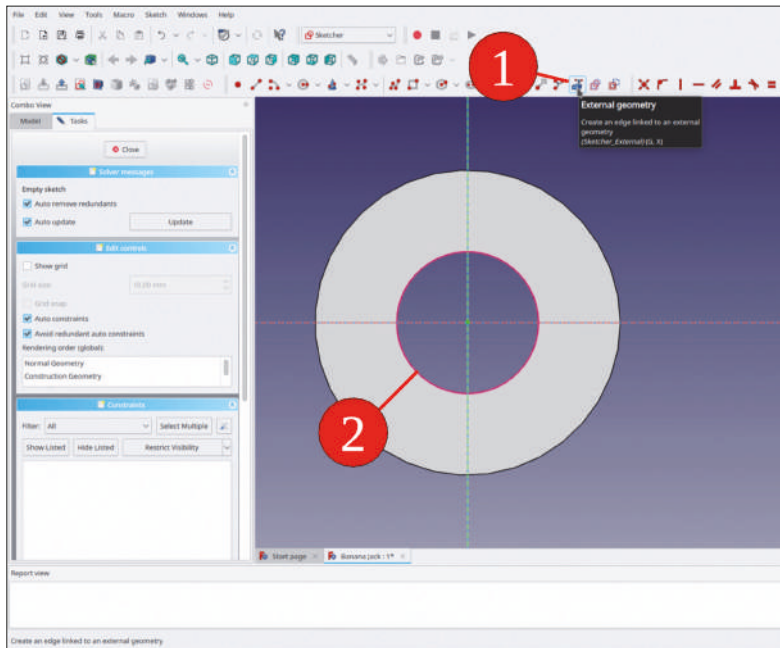 File Edit View Tools Macro Sketch Windows Help
Sketcher
1
External geometry
Create an edge linked to an external
geometry
(Sketcher_External) (G, X)
Combo View
Model Tasks
Close
Solver messages
Empty sketch
Auto remove redundants
Auto update Update
Edit controls
Show grid
Grid size 10,00 mm
Grid snap
Auto constraints
Avoid redundant auto constraints
Rendering order (global):
Normal Geometry
Construction Geometry
Constraints
Filter: All Select Multiple
Show Listed Hide Listed Restrict Visibility
2
Start page Banana Jack : 1*
Report view
Create an edge linked to an external geometry